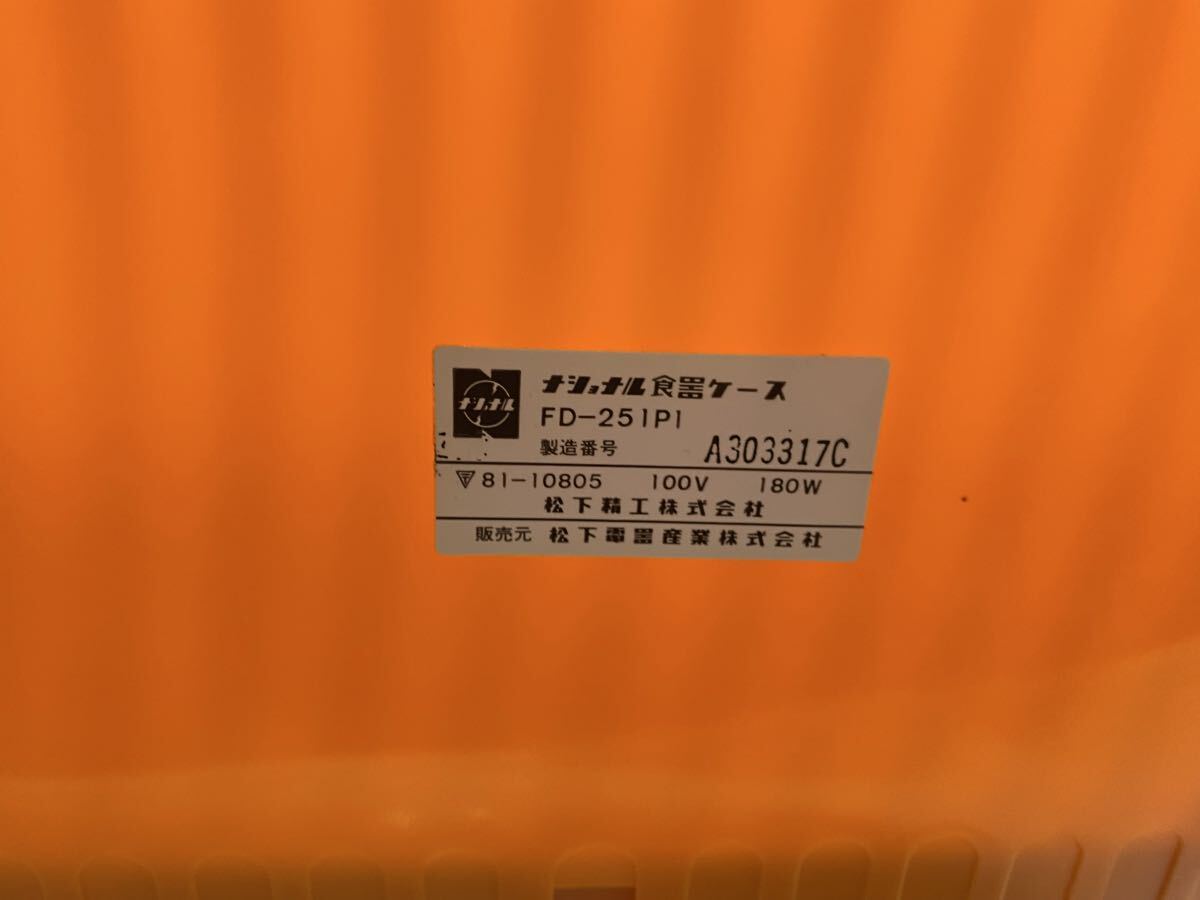 ナショナル
ナショナル食器ケース
FD-251P1
製造番号 A303317C
81-10805 100V 180W
松下精工株式会社
販売元 松下電器産業株式会社